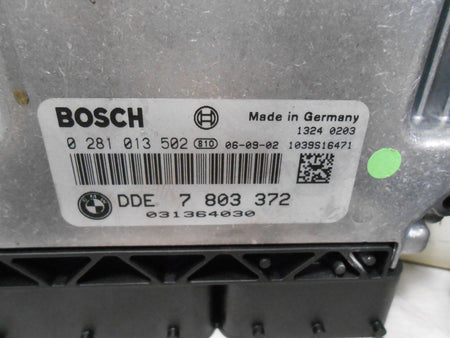 BOSCH Made in Germany
1324 0203
0 281 013 502 810 06-09-02 1039S16471
DDE 7 803 372
031364030